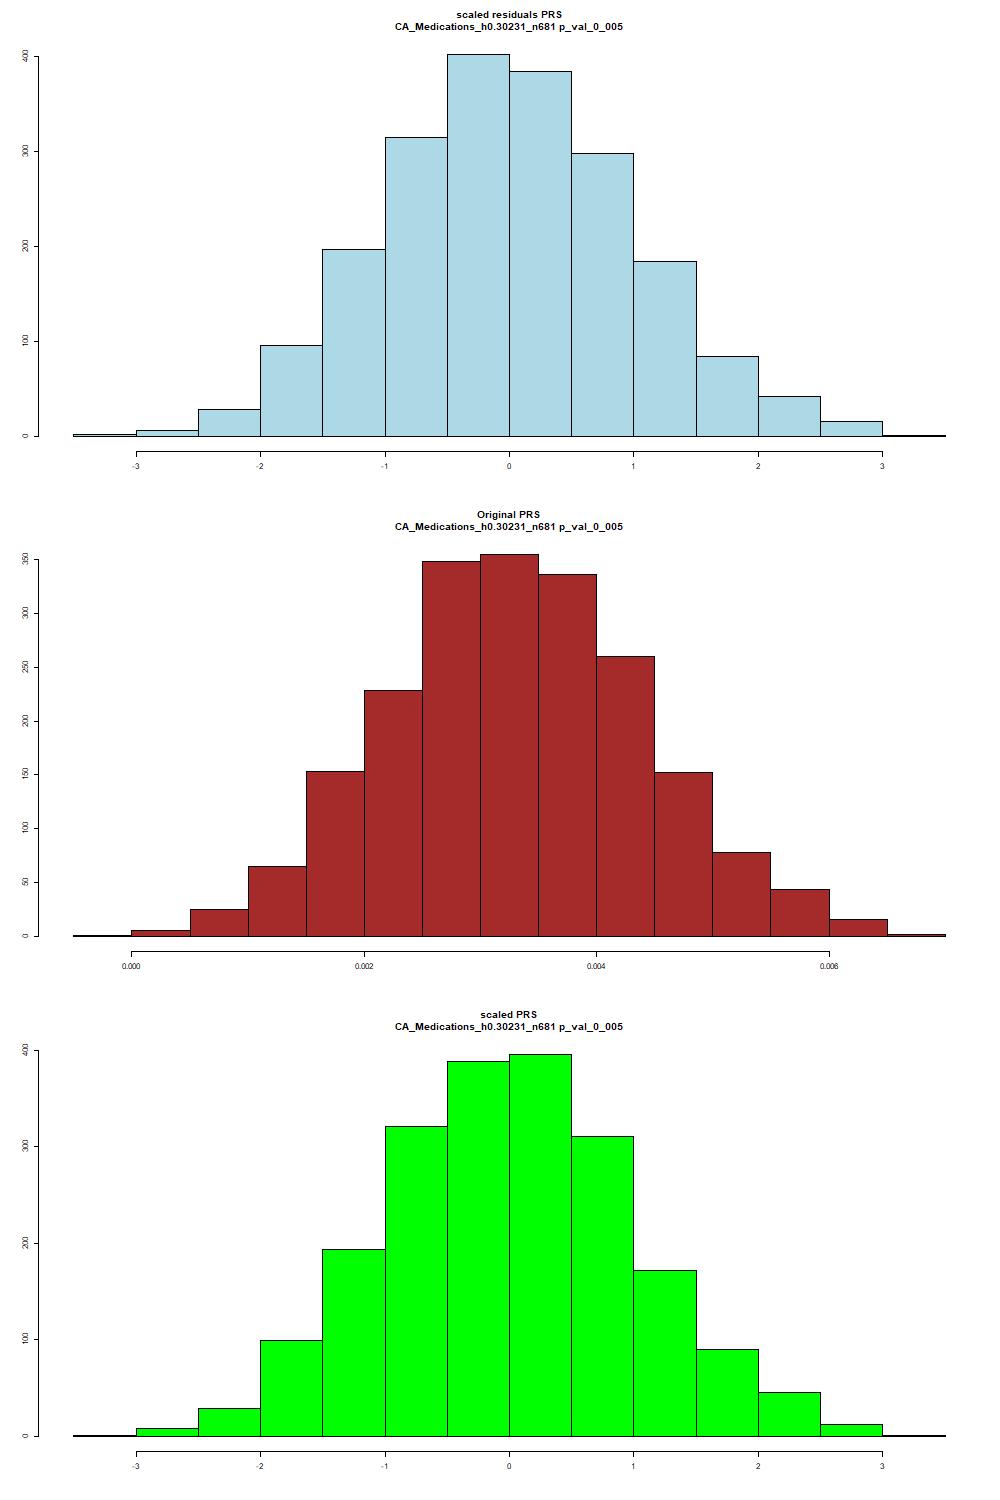 scaled residuals PRS
CA_Medications_h0.30231_n681 p_val_0_005
400
300
200
100
0
-3 -2 -1 0 1 2 3
Original PRS
CA_Medications_h0.30231_n681 p_val_0_005
350
300
250
200
150
100
50
0
0.000 0.002 0.004 0.006
scaled PRS
CA_Medications_h0.30231_n681 p_val_0_005
400
300
200
100
0
-3 -2 -1 0 1 2 3